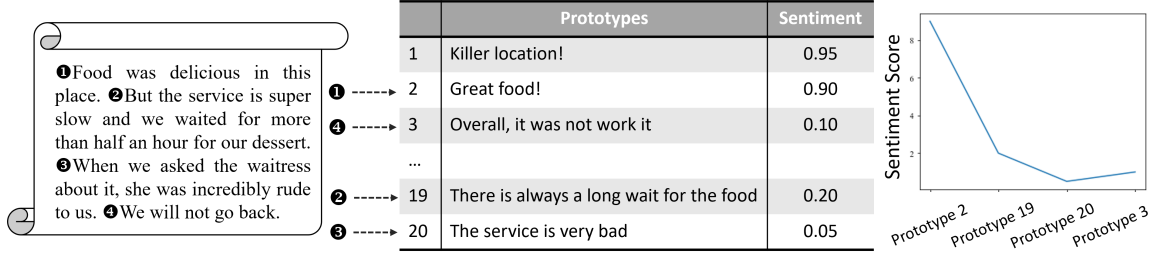 ❶Food was delicious in this
place. ❷But the service is super
slow and we waited for more
than half an hour for our dessert.
❸When we asked the waitress
about it, she was incredibly rude
to us. ❹We will not go back.
Prototypes Sentiment
1 Killer location! 0.95
❶ 2 Great food! 0.90
❹ 3 Overall, it was not work it 0.10
...
❷ 19 There is always a long wait for the food 0.20
❸ 20 The service is very bad 0.05
Sentiment Score
8
6
4
2
Prototype 2
Prototype 19
Prototype 20
Prototype 3